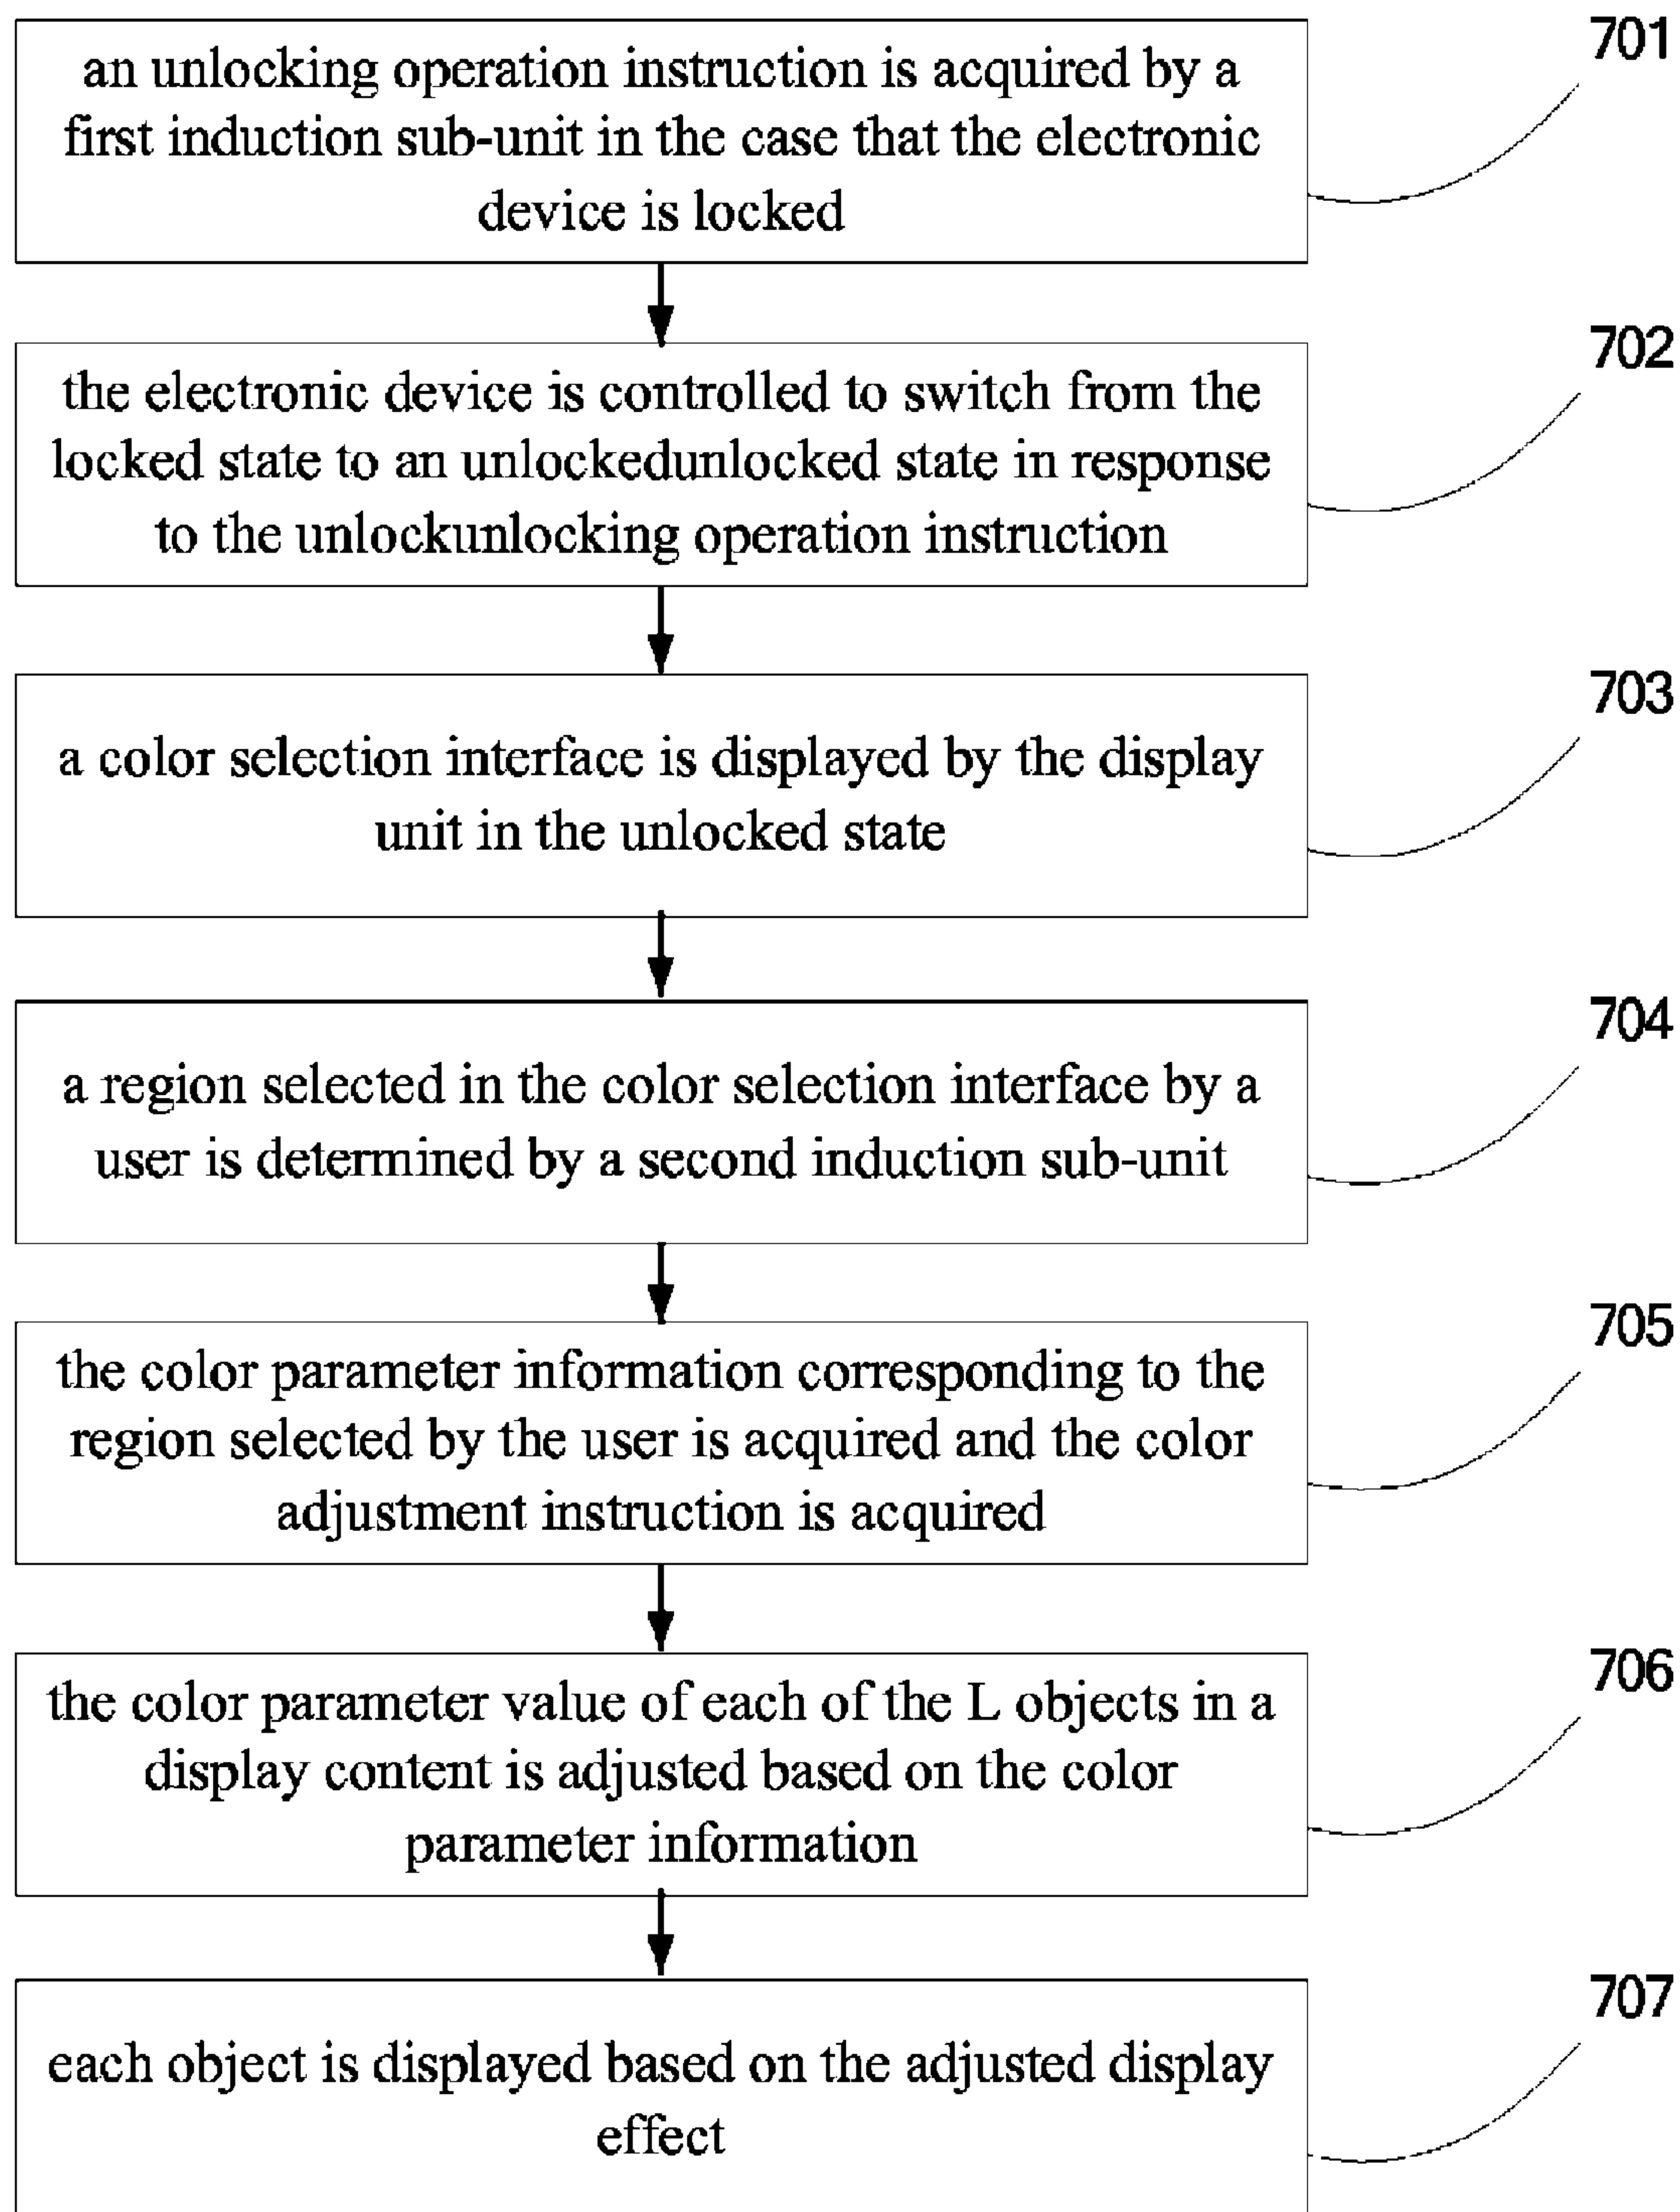 701
an unlocking operation instruction is acquired by a
first induction sub-unit in the case that the electronic
device is locked
702
the electronic device is controlled to switch from the
locked state to an unlockedunlocked state in response
to the unlockunlocking operation instruction
703
a color selection interface is displayed by the display
unit in the unlocked state
704
a region selected in the color selection interface by a
user is determined by a second induction sub-unit
705
the color parameter information corresponding to the
region selected by the user is acquired and the color
adjustment instruction is acquired
706
the color parameter value of each of the L objects in a
display content is adjusted based on the color
parameter information
707
each object is displayed based on the adjusted display
effect